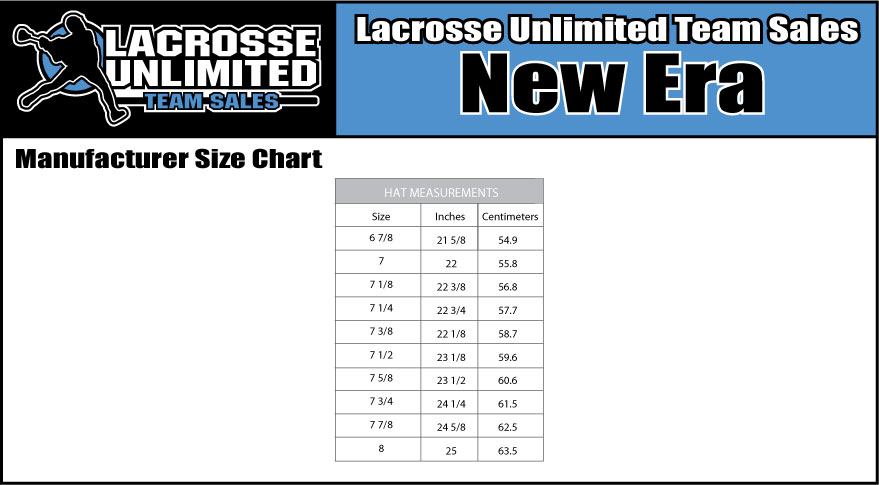 LACROSSE
UNLIMITED
TEAM SALES
Lacrosse Unlimited Team Sales
New Era
Manufacturer Size Chart
HAT MEASUREMENTS
Size Inches Centimeters
6 7/8 21 5/8 54.9
7 22 55.8
7 1/8 22 3/8 56.8
7 1/4 22 3/4 57.7
7 3/8 22 1/8 58.7
7 1/2 23 1/8 59.6
7 5/8 23 1/2 60.6
7 3/4 24 1/4 61.5
7 7/8 24 5/8 62.5
8 25 63.5